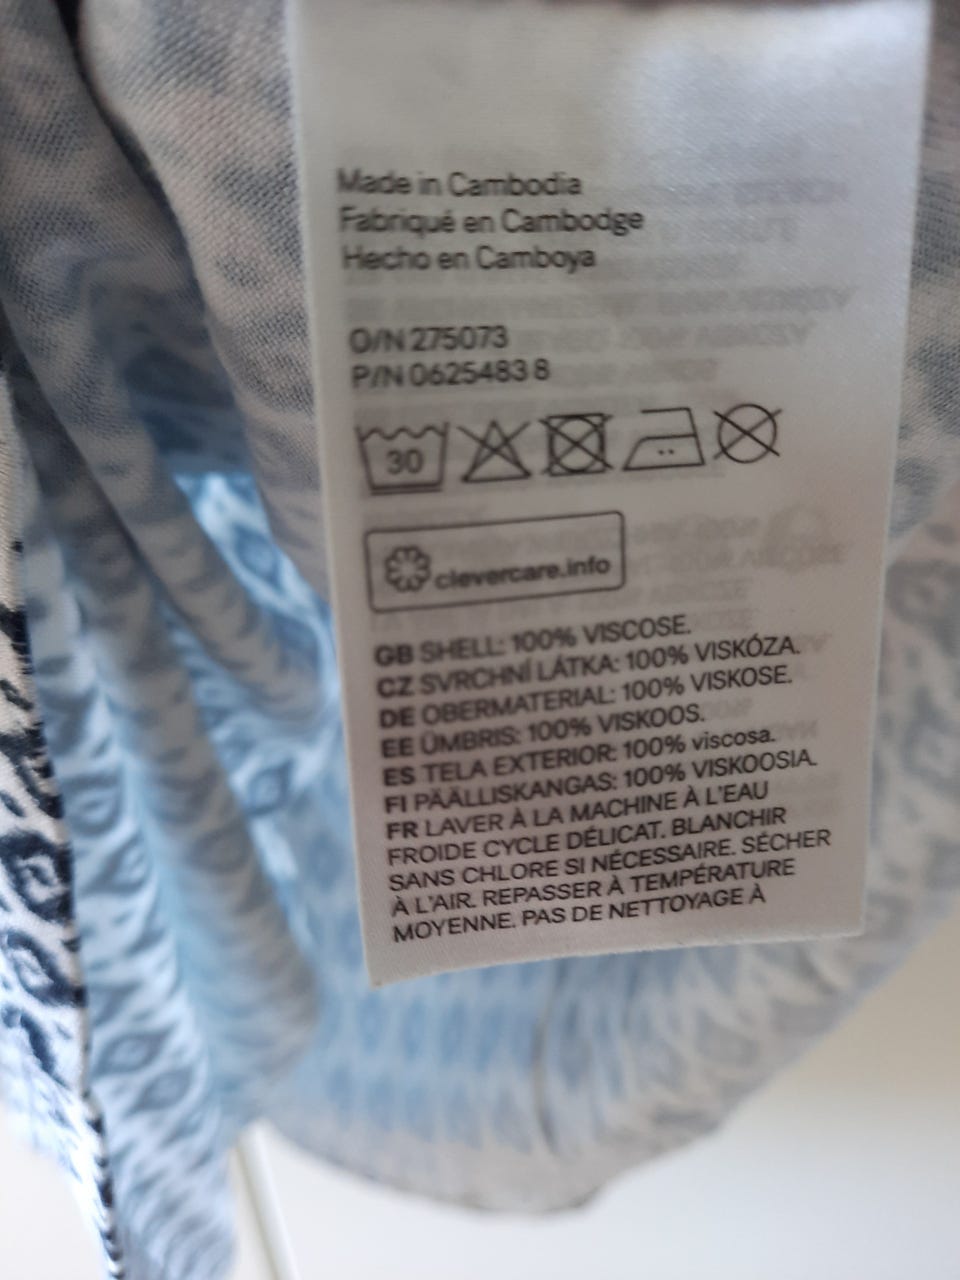 Made in Cambodia
Fabriqué en Cambodge
Hecho en Camboya
O/N 275073
P/N 0625483 8
30
clevercare.info
GB SHELL: 100% VISCOSE.
CZ SVRCHNÍ LÁTKA: 100% VISKÓZA.
DE OBERMATERIAL: 100% VISKOSE.
EE ÜMBRIS: 100% VISKOOS.
ES TELA EXTERIOR: 100% viscosa.
FI PÄÄLLISKANGAS: 100% VISKOOSIA.
FR LAVER À LA MACHINE À L'EAU
FROIDE CYCLE DÉLICAT. BLANCHIR
SANS CHLORE SI NÉCESSAIRE. SÉCHER
À L'AIR. REPASSER À TEMPÉRATURE
MOYENNE. PAS DE NETTOYAGE À